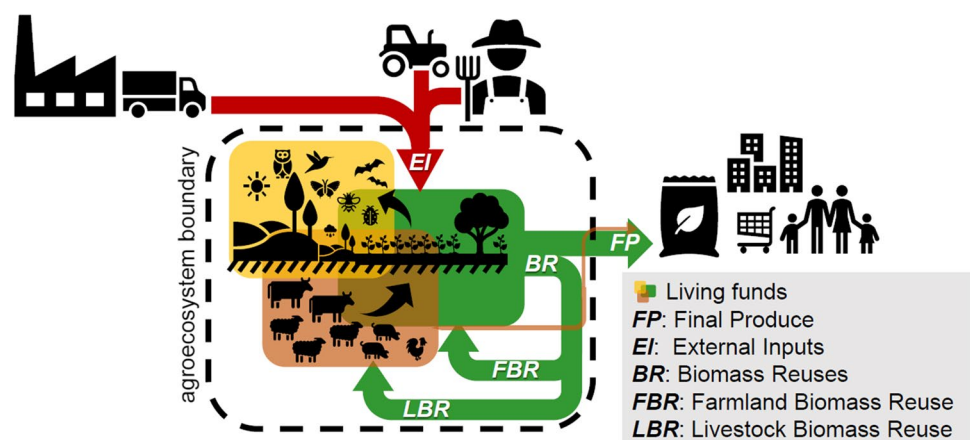 agroecosystem boundary
EI
BR
FP
FBR
LBR
Living funds
FP: Final Produce
EI: External Inputs
BR: Biomass Reuses
FBR: Farmland Biomass Reuse
LBR: Livestock Biomass Reuse